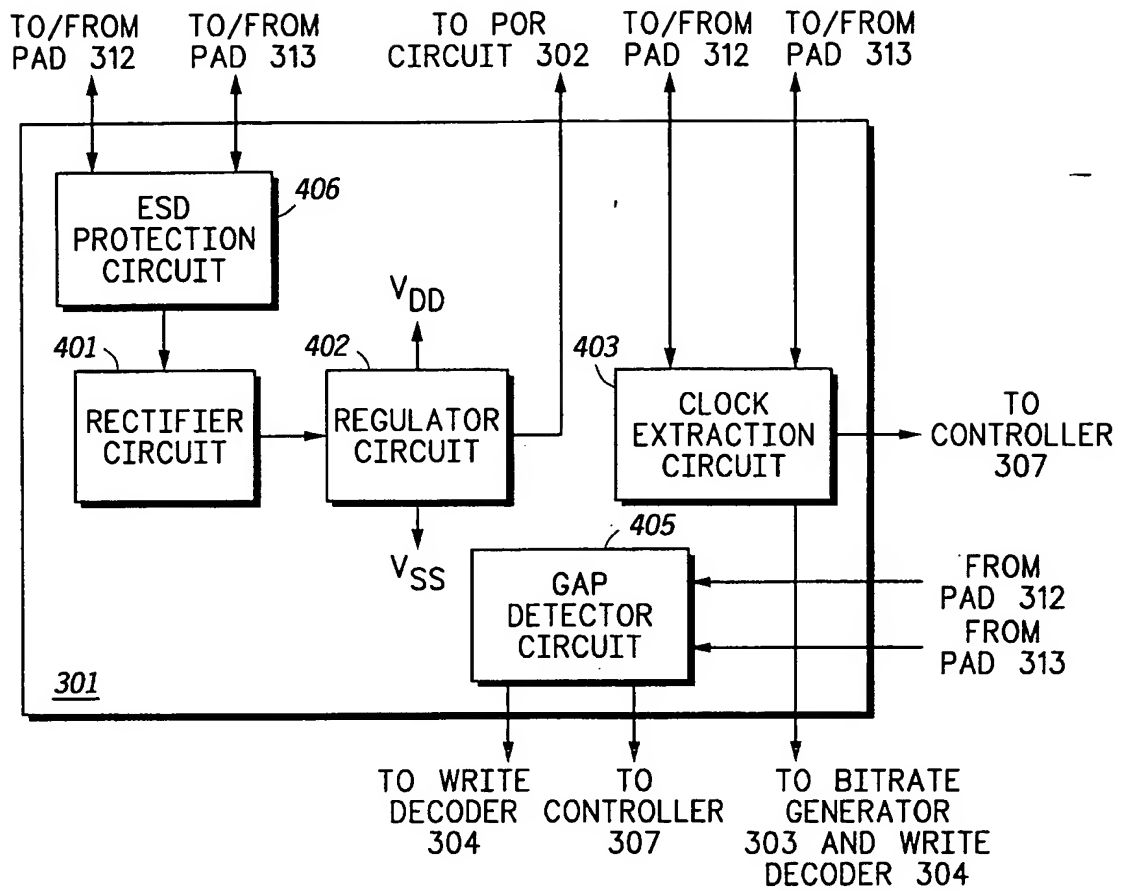 TO/FROM
PAD 312
TO/FROM
PAD 313
TO POR
CIRCUIT 302
TO/FROM
PAD 312
TO/FROM
PAD 313
406
ESD
PROTECTION
CIRCUIT
VDD
401
RECTIFIER
CIRCUIT
402
REGULATOR
CIRCUIT
403
CLOCK
EXTRACTION
CIRCUIT
TO
CONTROLLER
307
VSS
405
GAP
DETECTOR
CIRCUIT
FROM
PAD 312
FROM
PAD 313
301
TO WRITE
DECODER
304
TO
CONTROLLER
307
TO BITRATE
GENERATOR
303 AND WRITE
DECODER 304